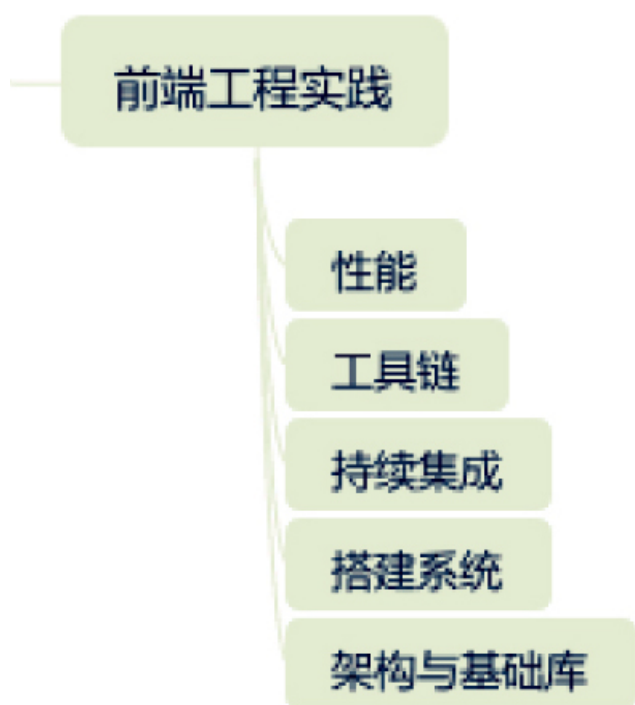 前端工程实践
性能
工具链
持续集成
搭建系统
架构与基础库